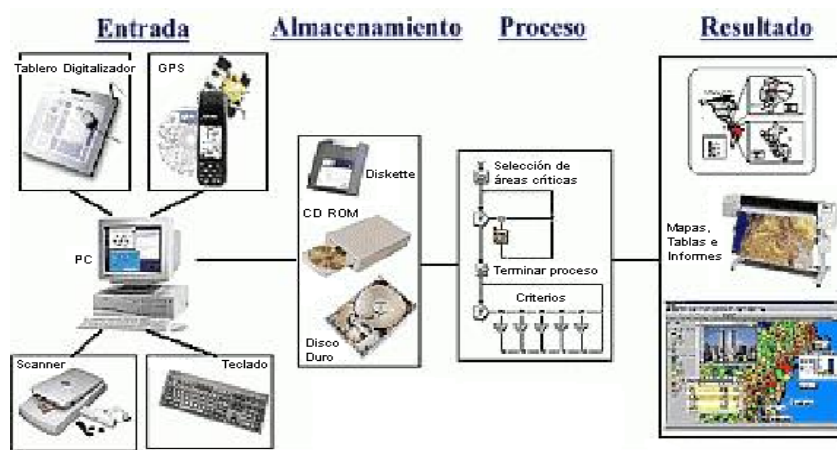 Entrada
Almacenamiento
Proceso
Resultado
Tablero Digitalizador
GPS
PC
Scanner
Teclado
Diskette
CD ROM
Disco
Duro
Selección de
áreas críticas
Terminar proceso
Criterios
Mapas,
Tablas e
Informes